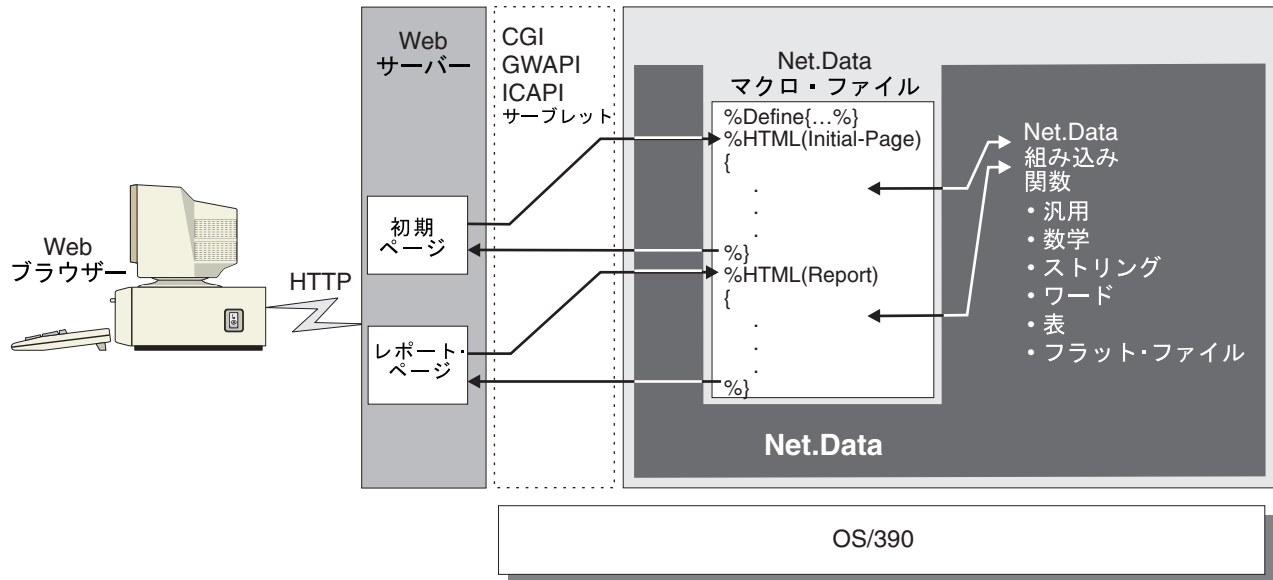 Web
ブラウザー
HTTP
Web
サーバー
初期
ページ
レポート・
ページ
CGI
GWAPI
ICAPI
サーブレット
Net.Data
マクロ・ファイル
%Define{...%}
%HTML(Initial-Page)
{
.
.
.
%}
%HTML(Report)
{
.
.
.
%}
Net.Data
組み込み
関数
・汎用
・数学
・ストリング
・ワード
・表
・フラット・ファイル
Net.Data
OS/390